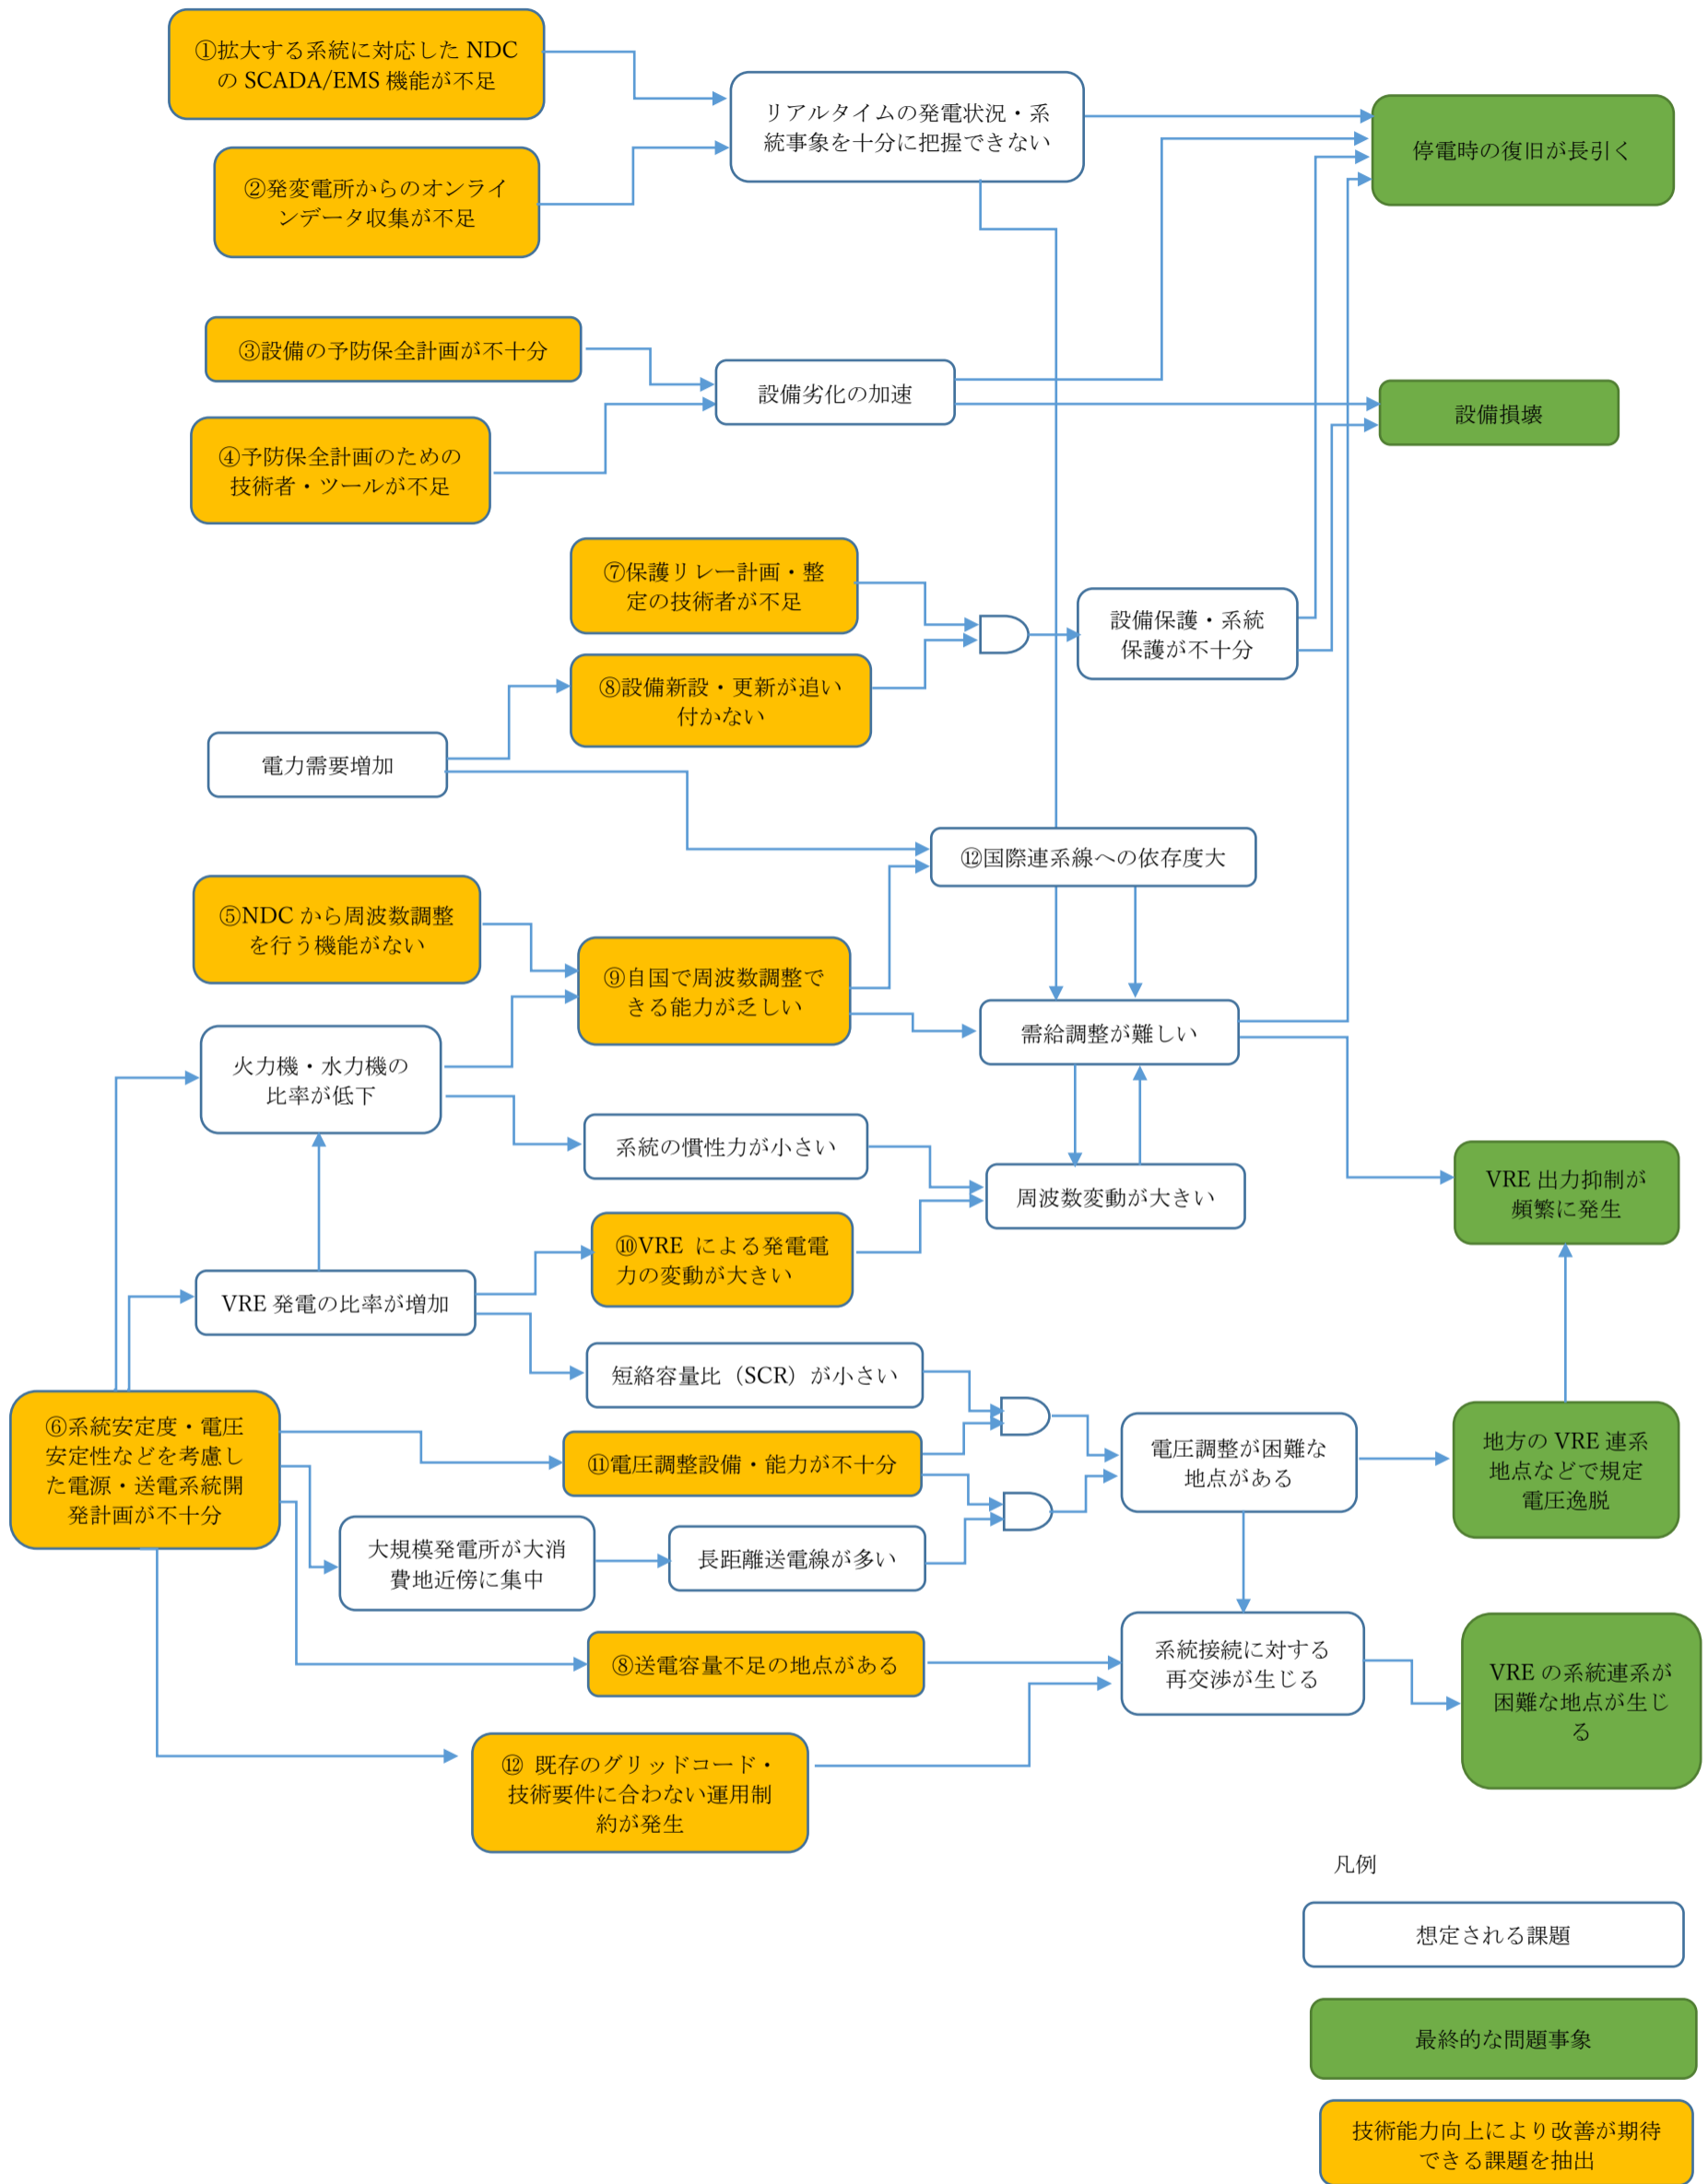 ①拡大する系統に対応した NDC
の SCADA/EMS 機能が不足
リアルタイムの発電状況・系
統事象を十分に把握できない
停電時の復旧が長引く
②発変電所からのオンライ
ンデータ収集が不足
③設備の予防保全計画が不十分
設備劣化の加速
設備損壊
④予防保全計画のための
技術者・ツールが不足
⑦保護リレー計画・整
定の技術者が不足
設備保護・系統
保護が不十分
⑧設備新設・更新が追い
付かない
電力需要増加
⑫国際連系線への依存度大
⑤NDC から周波数調整
を行う機能がない
⑨自国で周波数調整で
きる能力が乏しい
需給調整が難しい
火力機・水力機の
比率が低下
系統の慣性力が小さい
周波数変動が大きい
VRE 出力抑制が
頻繁に発生
⑩VRE による発電電
力の変動が大きい
VRE 発電の比率が増加
短絡容量比（SCR）が小さい
⑥系統安定度・電圧
安定性などを考慮し
た電源・送電系統開
発計画が不十分
⑪電圧調整設備・能力が不十分
電圧調整が困難な
地点がある
地方の VRE 連系
地点などで規定
電圧逸脱
大規模発電所が大消
費地近傍に集中
長距離送電線が多い
⑧送電容量不足の地点がある
系統接続に対する
再交渉が生じる
VRE の系統連系が
困難な地点が生じ
る
⑫ 既存のグリッドコード・
技術要件に合わない運用制
約が発生
凡例
想定される課題
最終的な問題事象
技術能力向上により改善が期待
できる課題を抽出